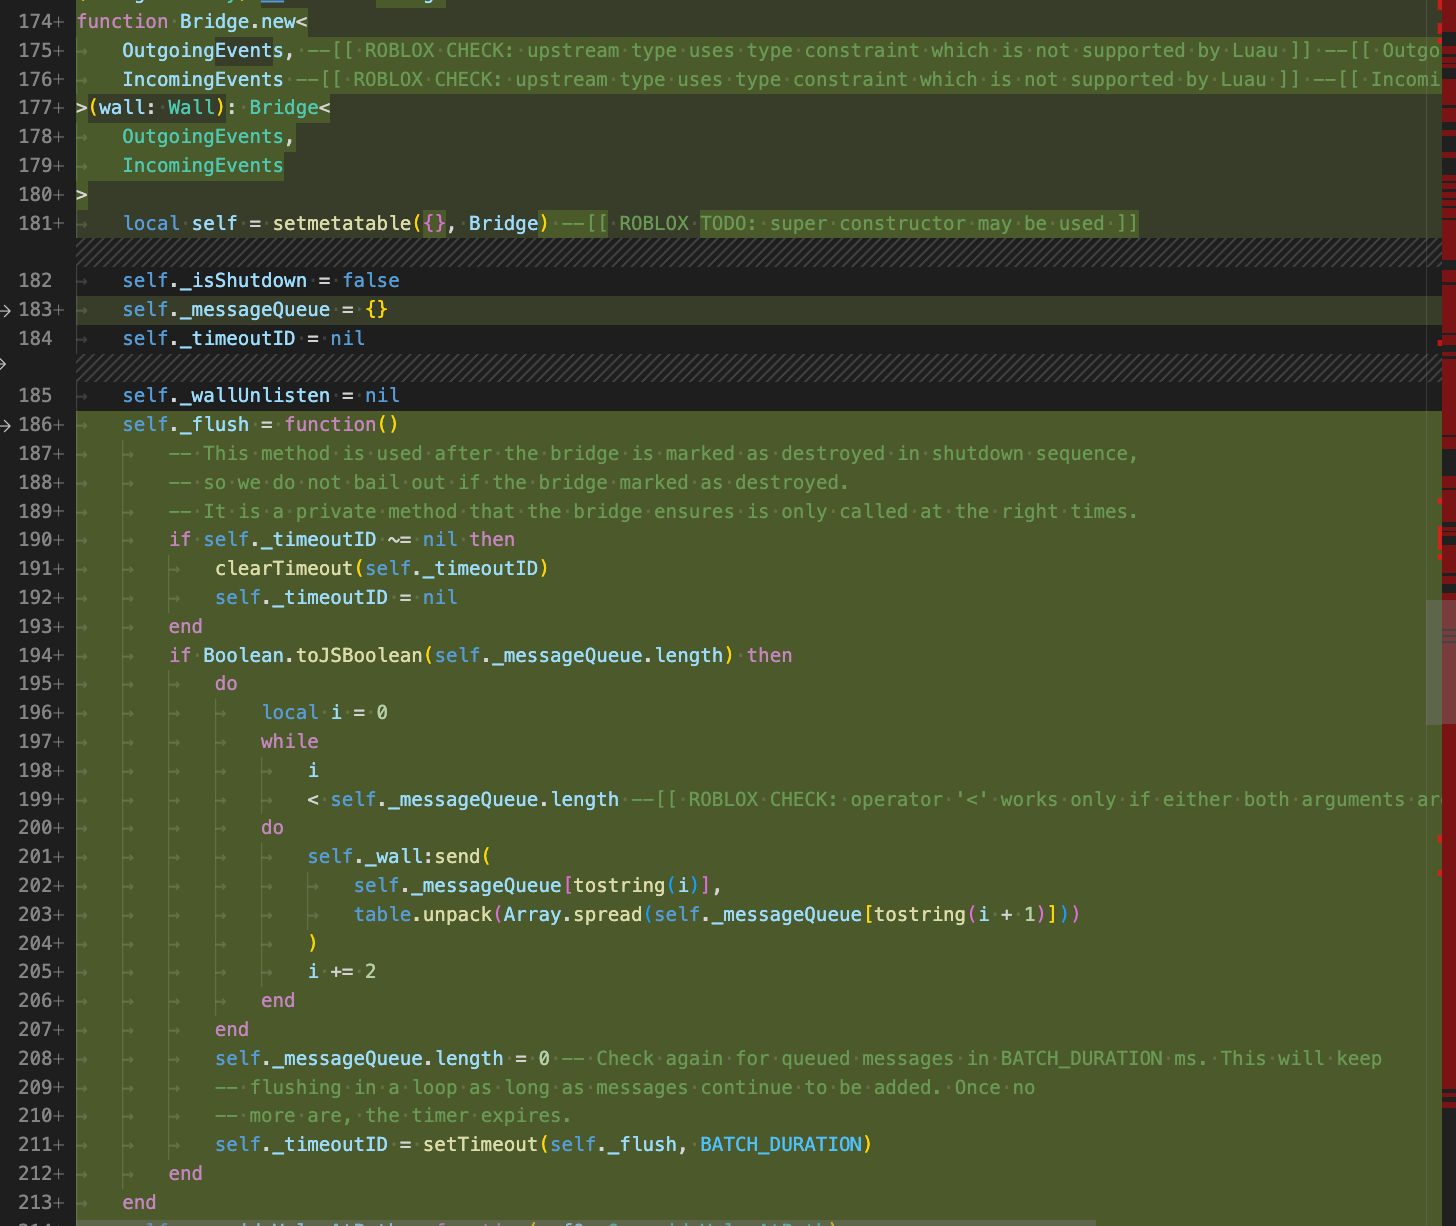 174+ function Bridge.new<
175+ OutgoingEvents, --[[ ROBLOX CHECK: upstream type uses type constraint which is not supported by Luau ]] --[[ Outgo
176+ IncomingEvents --[[ ROBLOX CHECK: upstream type uses type constraint which is not supported by Luau ]] --[[ Incomi
177+ >(wall: Wall): Bridge<
178+ OutgoingEvents,
179+ IncomingEvents
180+ >
181+ local self = setmetatable({}, Bridge) --[[ ROBLOX TODO: super constructor may be used ]]
182 self._isShutdown = false
183+ self._messageQueue = {}
184 self._timeoutID = nil
185 self._wallUnlisten = nil
186+ self._flush = function()
187+ -- This method is used after the bridge is marked as destroyed in shutdown sequence,
188+ -- so we do not bail out if the bridge marked as destroyed.
189+ -- It is a private method that the bridge ensures is only called at the right times.
190+ if self._timeoutID ~= nil then
191+ clearTimeout(self._timeoutID)
192+ self._timeoutID = nil
193+ end
194+ if Boolean.toJSBoolean(self._messageQueue.length) then
195+ do
196+ local i = 0
197+ while
198+ i
199+ < self._messageQueue.length --[[ ROBLOX CHECK: operator '<' works only if either both arguments ar
200+ do
201+ self._wall:send(
202+ self._messageQueue[tostring(i)],
203+ table.unpack(Array.spread(self._messageQueue[tostring(i + 1)]))
204+ )
205+ i += 2
206+ end
207+ end
208+ self._messageQueue.length = 0 -- Check again for queued messages in BATCH_DURATION ms. This will keep
209+ -- flushing in a loop as long as messages continue to be added. Once no
210+ -- more are, the timer expires.
211+ self._timeoutID = setTimeout(self._flush, BATCH_DURATION)
212+ end
213+ end